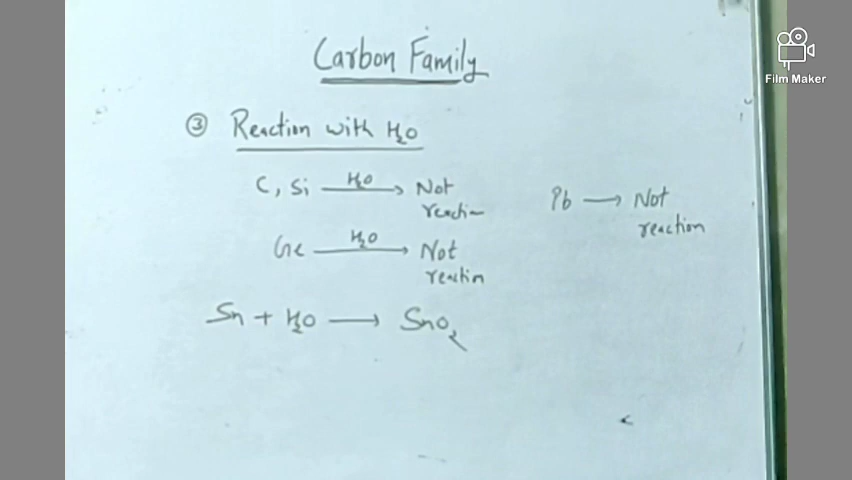 Carbon Family
Film Maker
③ Reaction with H₂O
C, Si —H₂O→ Not reaction
Pb → Not reaction
Ge —H₂O→ Not reaction
Sn + H₂O → SnO₂